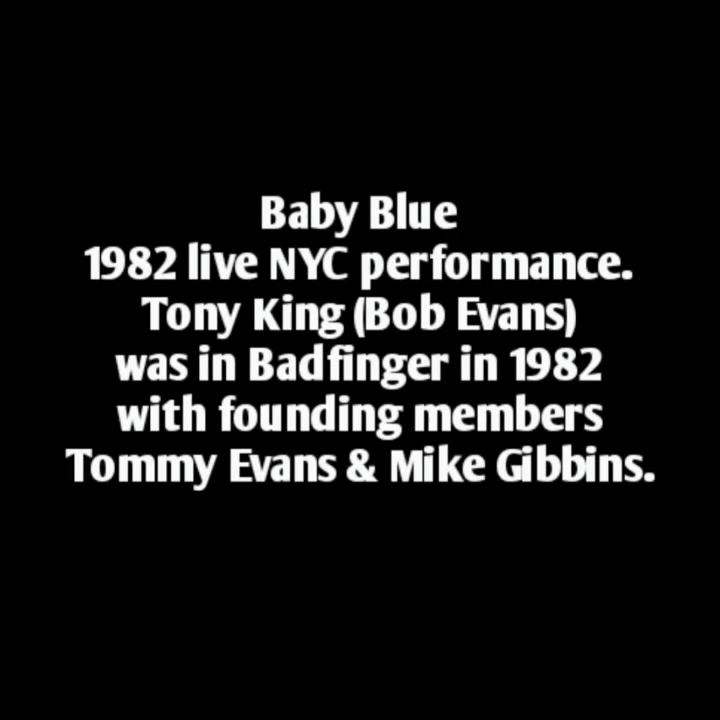 Baby Blue
1982 live NYC performance.
Tony King (Bob Evans)
was in Badfinger in 1982
with founding members
Tommy Evans & Mike Gibbins.